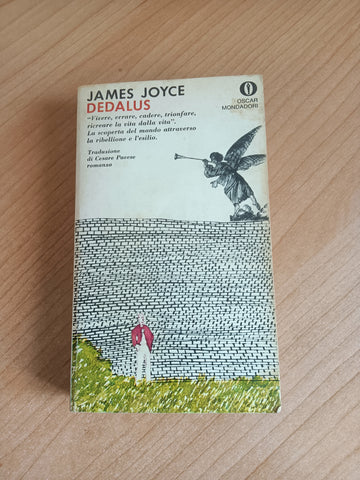 JAMES JOYCE
DEDALUS
"Vivere, errare, cadere, trionfare,
ricreare la vita dalla vita".
La scoperta del mondo attraverso
la ribellione e l'esilio.
Traduzione
di Cesare Pavese
romanzo
OSCAR
MONDADORI